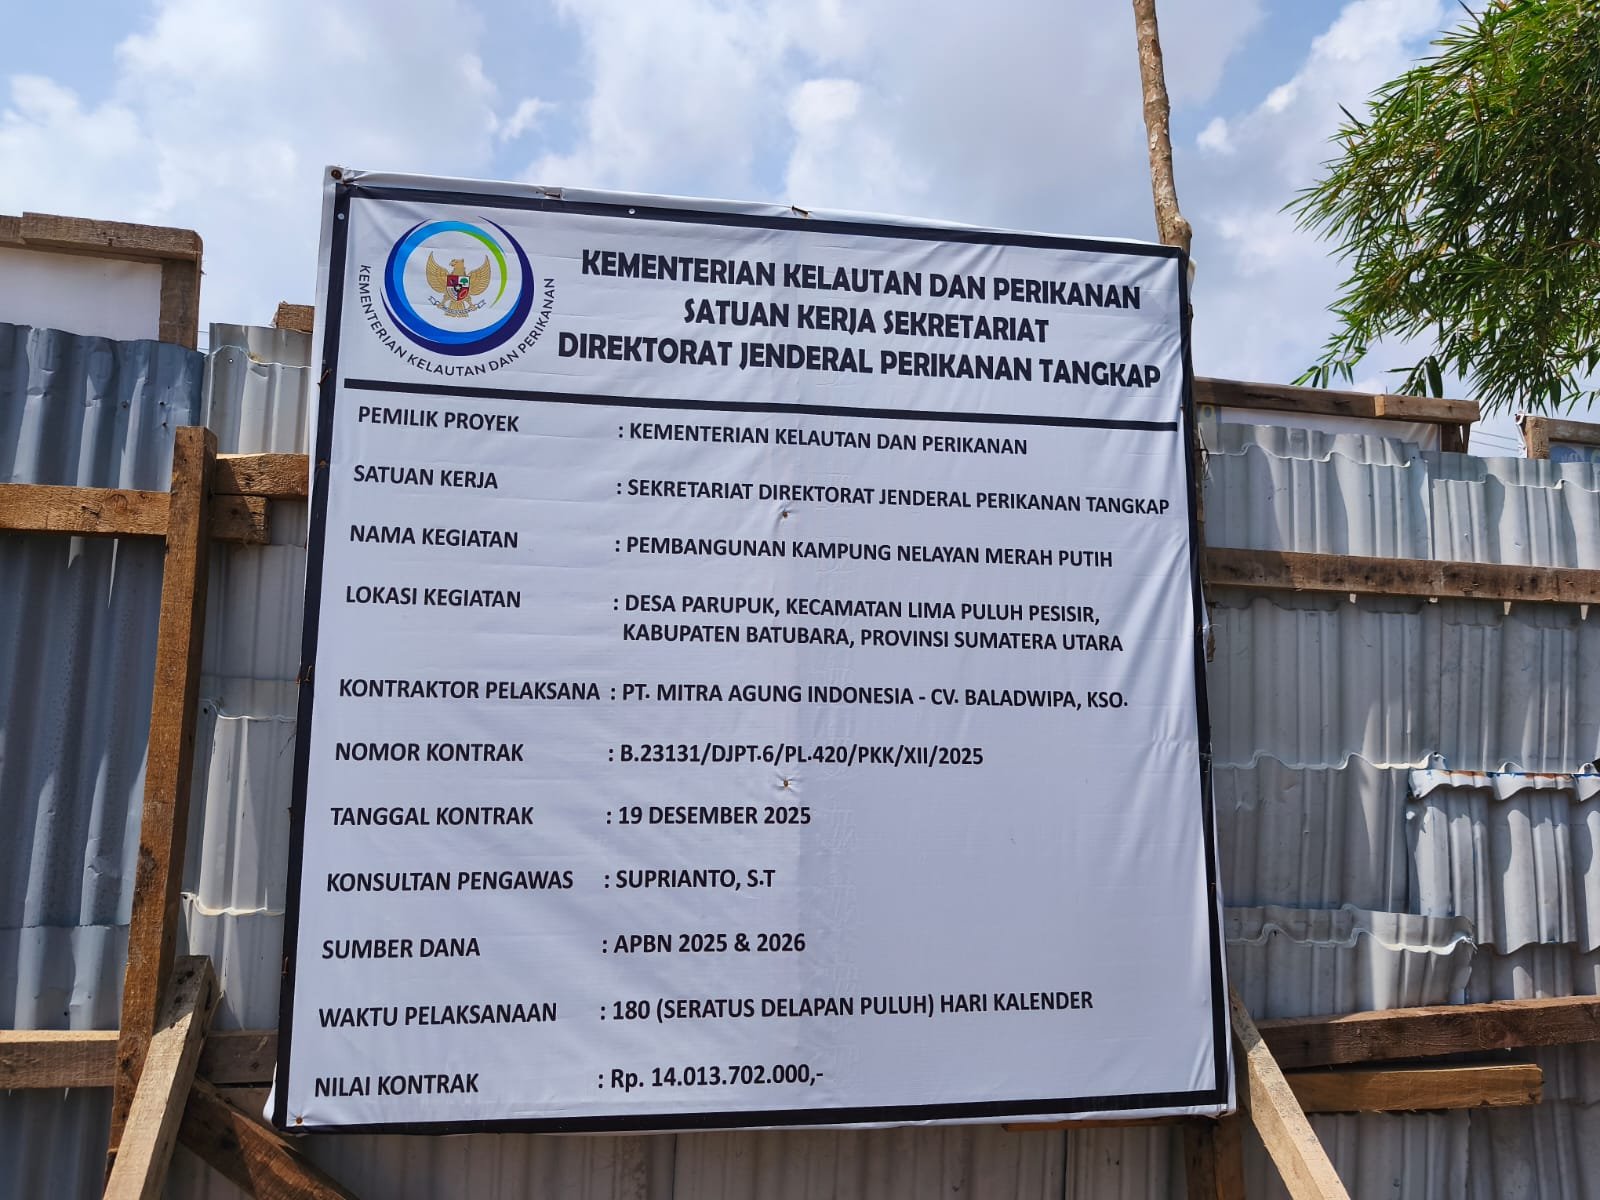 KEMENTERIAN KELAUTAN DAN PERIKANAN
KEMENTERIAN KELAUTAN DAN PERIKANAN
SATUAN KERJA SEKRETARIAT
DIREKTORAT JENDERAL PERIKANAN TANGKAP
PEMILIK PROYEK : KEMENTERIAN KELAUTAN DAN PERIKANAN
SATUAN KERJA : SEKRETARIAT DIREKTORAT JENDERAL PERIKANAN TANGKAP
NAMA KEGIATAN : PEMBANGUNAN KAMPUNG NELAYAN MERAH PUTIH
LOKASI KEGIATAN : DESA PARUPUK, KECAMATAN LIMA PULUH PESISIR,
KABUPATEN BATUBARA, PROVINSI SUMATERA UTARA
KONTRAKTOR PELAKSANA : PT. MITRA AGUNG INDONESIA - CV. BALADWIPA, KSO.
NOMOR KONTRAK : B.23131/DJPT.6/PL.420/PKK/XII/2025
TANGGAL KONTRAK : 19 DESEMBER 2025
KONSULTAN PENGAWAS : SUPRIANTO, S.T
SUMBER DANA : APBN 2025 & 2026
WAKTU PELAKSANAAN : 180 (SERATUS DELAPAN PULUH) HARI KALENDER
NILAI KONTRAK : Rp. 14.013.702.000,-